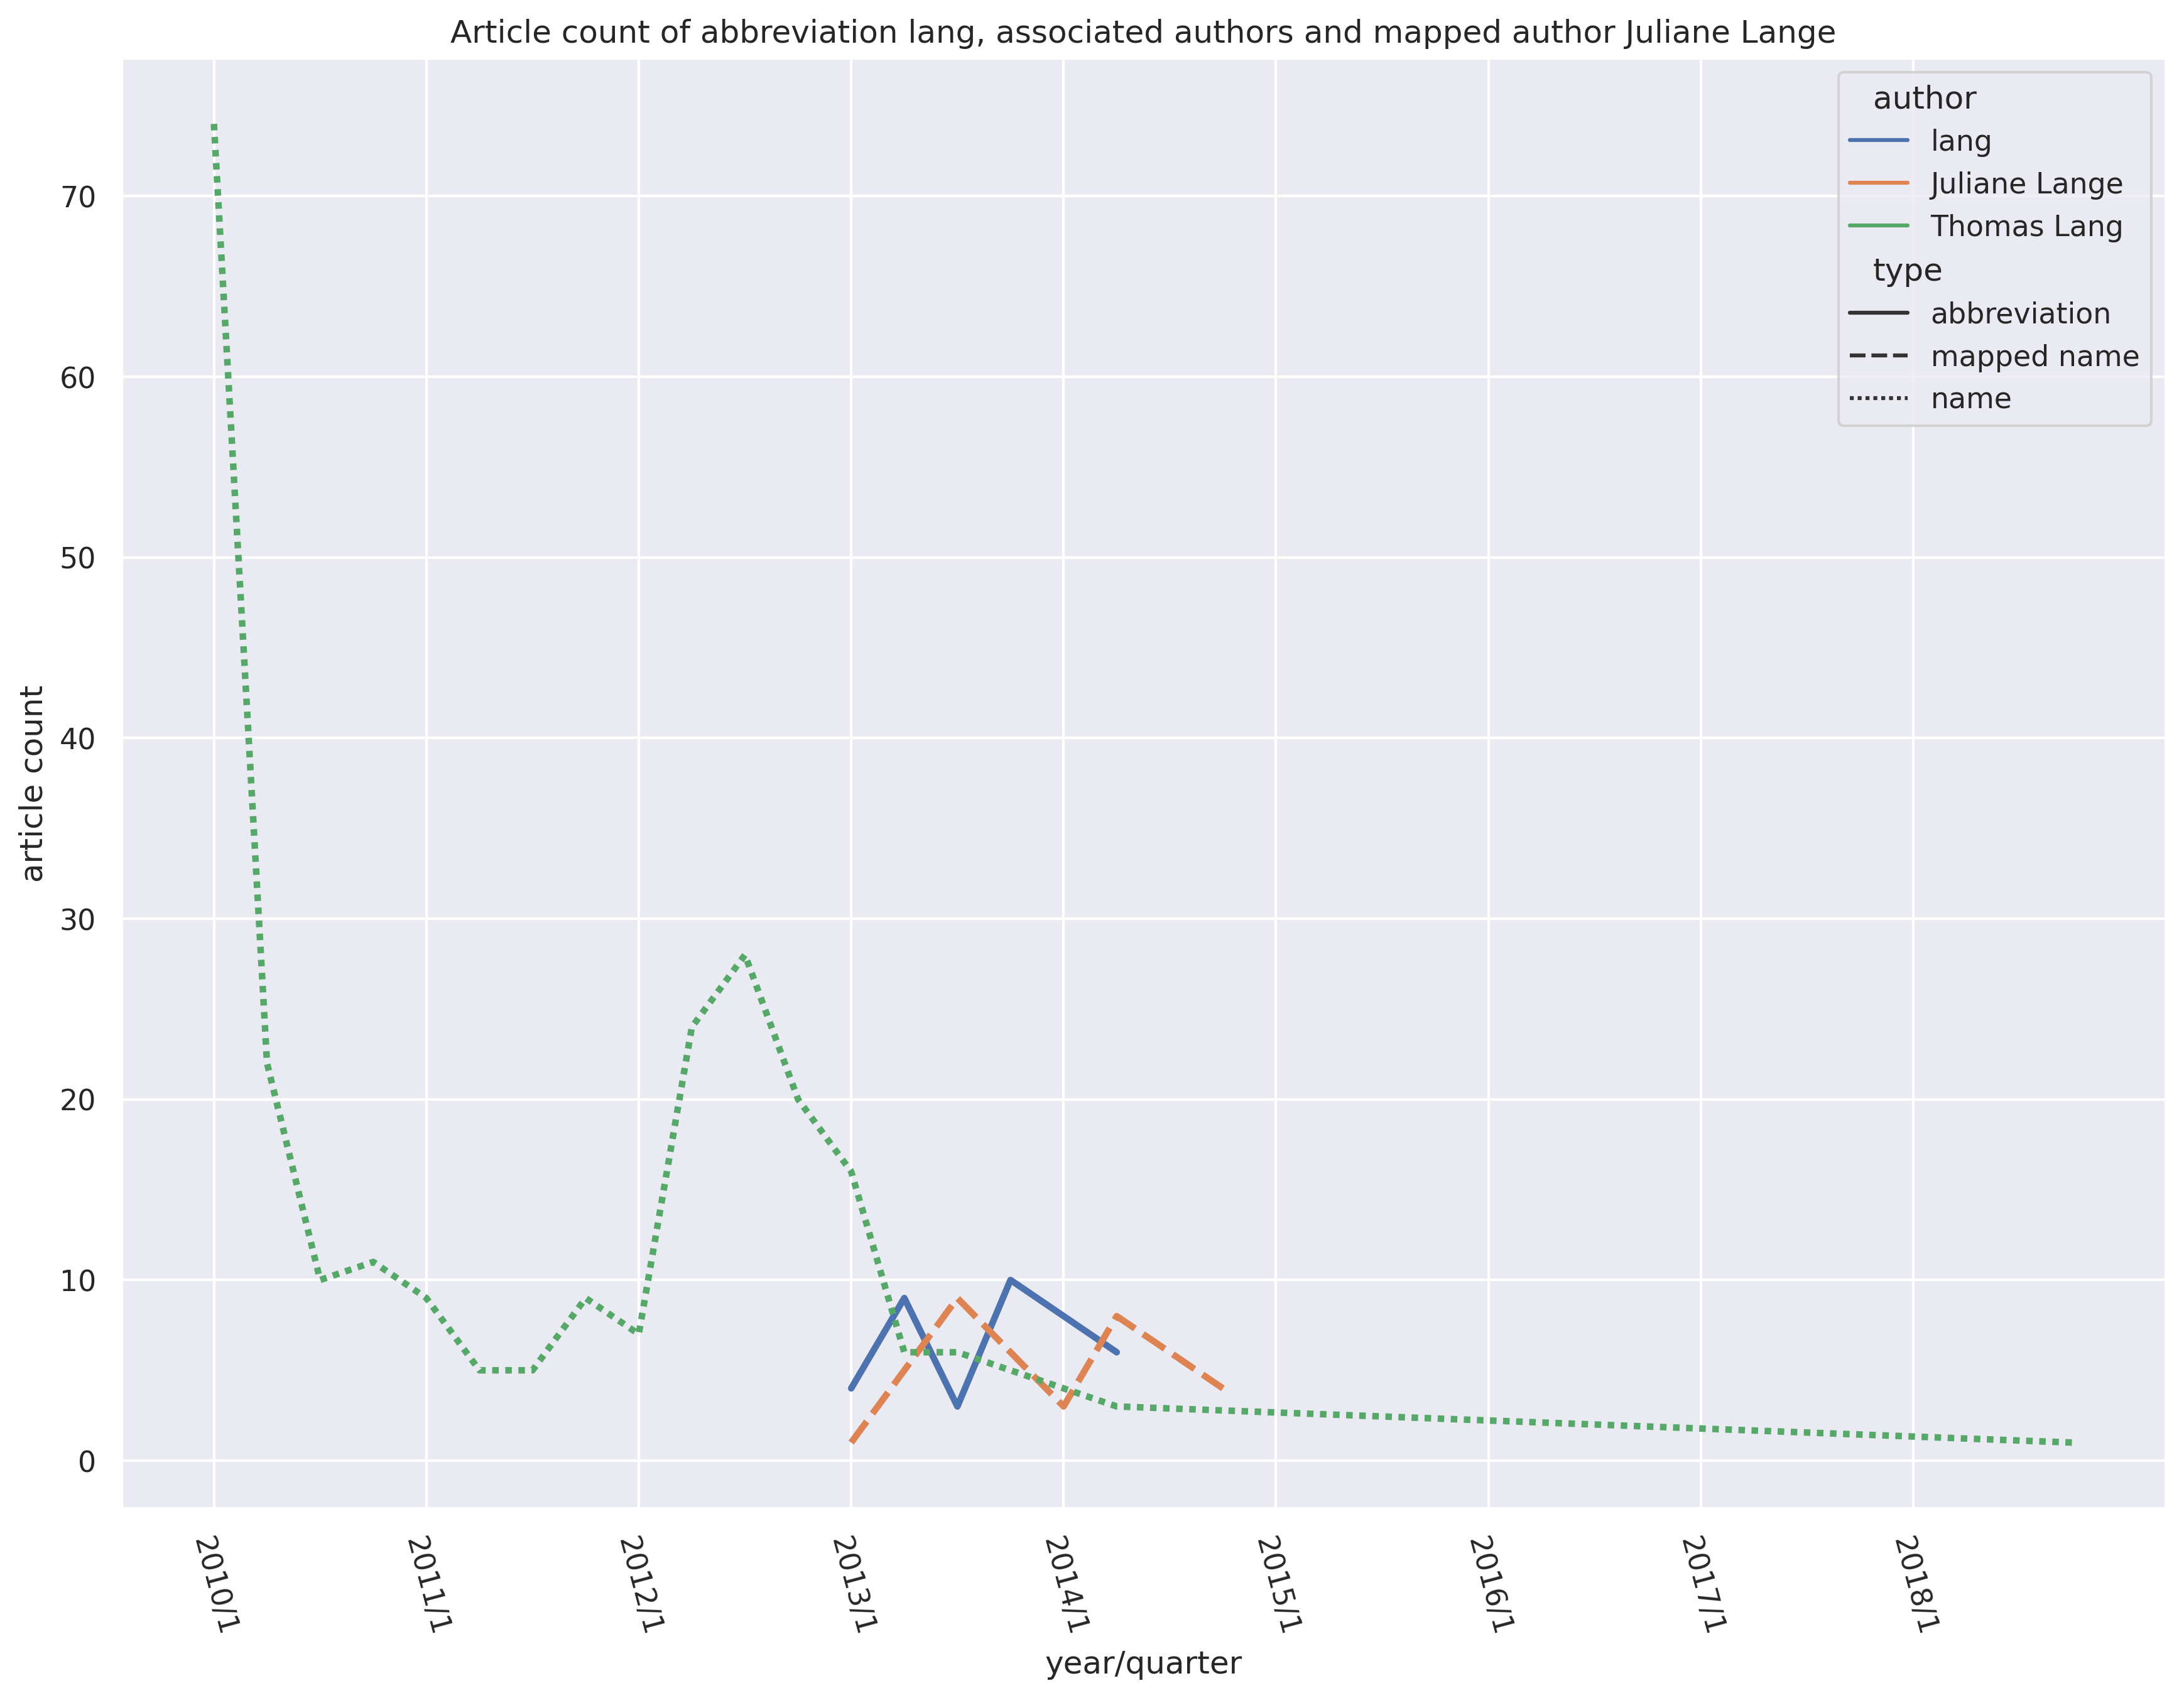 Article count of abbreviation lang, associated authors and mapped author Juliane Lange
author
lang
Juliane Lange
Thomas Lang
type
abbreviation
mapped name
name
article count
70
60
50
40
30
20
10
0
2010/1
2011/1
2012/1
2013/1
2014/1
2015/1
2016/1
2017/1
2018/1
year/quarter